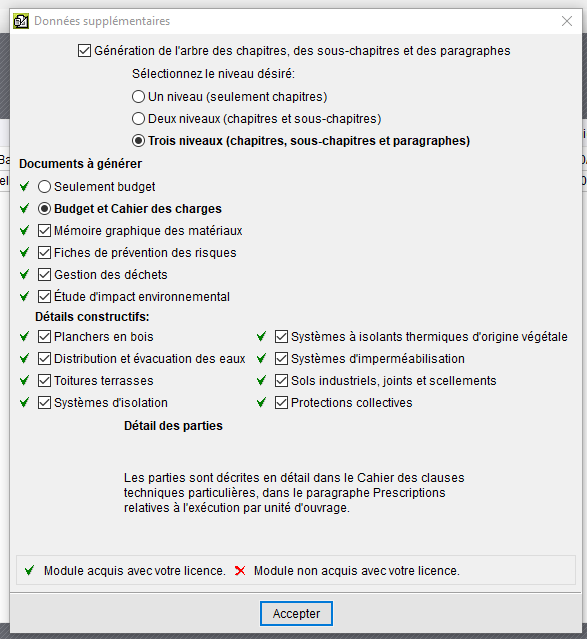 Données supplémentaires
Génération de l'arbre des chapitres, des sous-chapitres et des paragraphes
Sélectionnez le niveau désiré:
Un niveau (seulement chapitres)
Deux niveaux (chapitres et sous-chapitres)
Trois niveaux (chapitres, sous-chapitres et paragraphes)
Documents à générer
Seulement budget
Budget et Cahier des charges
Mémoire graphique des matériaux
Fiches de prévention des risques
Gestion des déchets
Étude d'impact environnemental
Détails constructifs:
Planchers en bois
Systèmes à isolants thermiques d'origine végétale
Distribution et évacuation des eaux
Systèmes d'imperméabilisation
Toitures terrasses
Sols industriels, joints et scellements
Systèmes d'isolation
Protections collectives
Détail des parties
Les parties sont décrites en détail dans le Cahier des clauses
techniques particulières, dans le paragraphe Prescriptions
relatives à l'exécution par unité d'ouvrage.
Module acquis avec votre licence.
Module non acquis avec votre licence.
Accepter